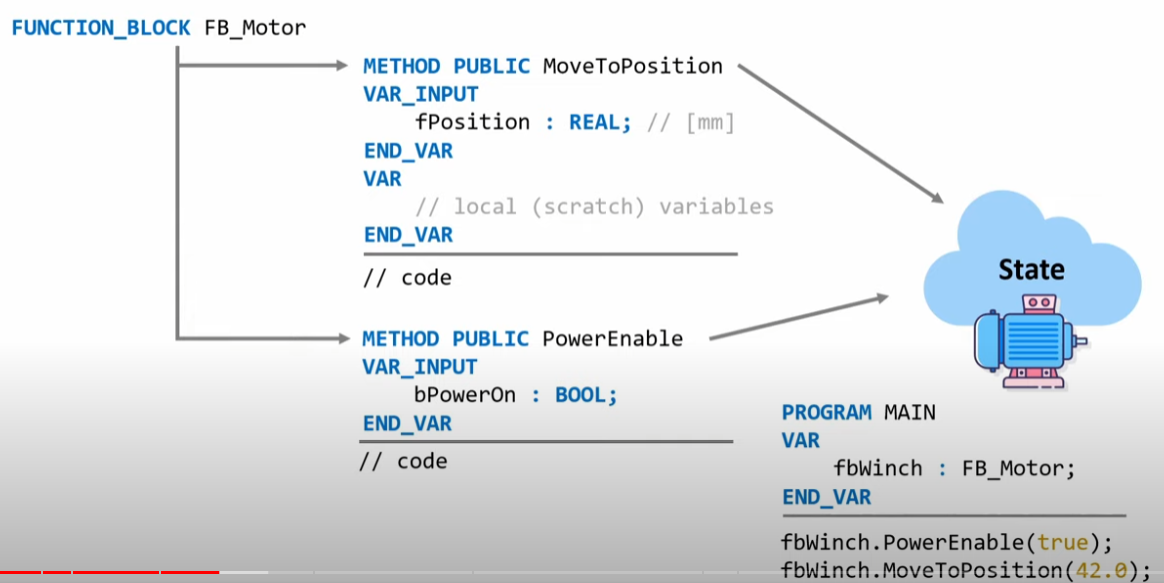 FUNCTION_BLOCK FB_Motor
METHOD PUBLIC MoveToPosition
VAR_INPUT
fPosition : REAL; // [mm]
END_VAR
VAR
// local (scratch) variables
END_VAR
// code
METHOD PUBLIC PowerEnable
VAR_INPUT
bPowerOn : BOOL;
END_VAR
// code
State
PROGRAM MAIN
VAR
fbWinch : FB_Motor;
END_VAR
fbWinch.PowerEnable(true);
fbWinch.MoveToPosition(42.0);